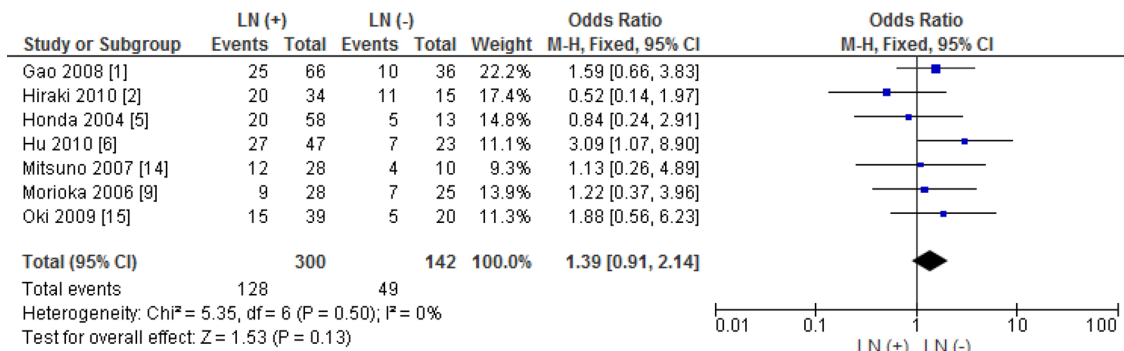 LN (+) LN (-) Odds Ratio Odds Ratio
Study or Subgroup Events Total Events Total Weight M-H, Fixed, 95% CI M-H, Fixed, 95% CI
Gao 2008 [1] 25 66 10 36 22.2% 1.59 [0.66, 3.83]
Hiraki 2010 [2] 20 34 11 15 17.4% 0.52 [0.14, 1.97]
Honda 2004 [5] 20 58 5 13 14.8% 0.84 [0.24, 2.91]
Hu 2010 [6] 27 47 7 23 11.1% 3.09 [1.07, 8.90]
Mitsuno 2007 [14] 12 28 4 10 9.3% 1.13 [0.26, 4.89]
Morioka 2006 [9] 9 28 7 25 13.9% 1.22 [0.37, 3.96]
Oki 2009 [15] 15 39 5 20 11.3% 1.88 [0.56, 6.23]
Total (95% CI) 300 142 100.0% 1.39 [0.91, 2.14]
Total events 128 49
Heterogeneity: Chi² = 5.35, df = 6 (P = 0.50); I² = 0%
Test for overall effect: Z = 1.53 (P = 0.13)
0.01 0.1 1 10 100
LN (+) LN (-)